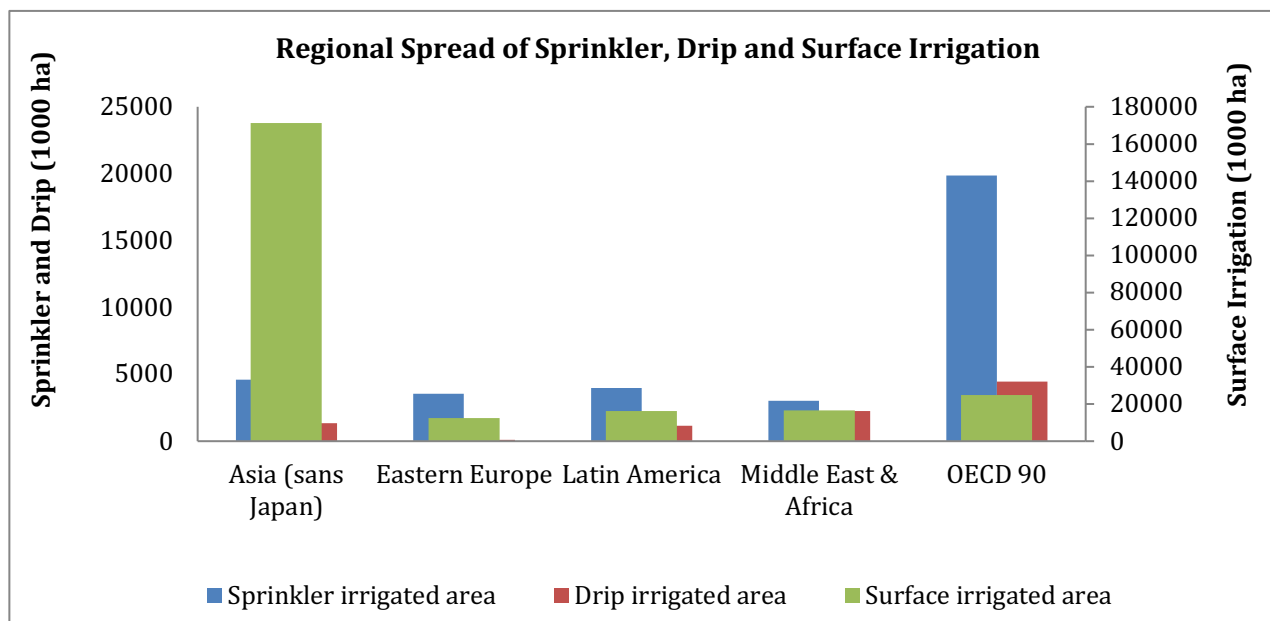 Regional Spread of Sprinkler, Drip and Surface Irrigation
Sprinkler and Drip (1000 ha)
25000
20000
15000
10000
5000
0
180000
160000
140000
120000
100000
80000
60000
40000
20000
0
Surface Irrigation (1000 ha)
Asia (sans
Japan)
Eastern Europe
Latin America
Middle East &
Africa
OECD 90
Sprinkler irrigated area
Drip irrigated area
Surface irrigated area